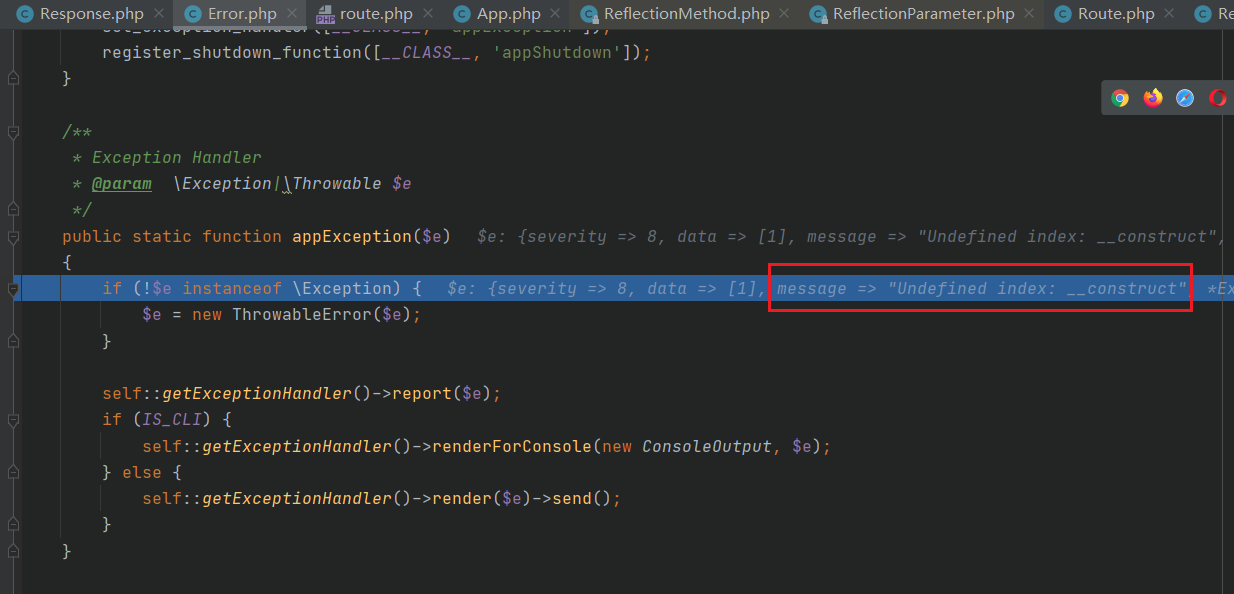 Response.php Error.php route.php App.php ReflectionMethod.php ReflectionParameter.php Route.php Re
register_shutdown_function([__CLASS__, 'appShutdown']);
}
/**
* Exception Handler
* @param \Exception|\Throwable $e
*/
public static function appException($e) $e: {severity => 8, data => [1], message => "Undefined index: __construct",
{
if (!$e instanceof \Exception) { $e: {severity => 8, data => [1], message => "Undefined index: __construct", *Ex
$e = new ThrowableError($e);
}
self::getExceptionHandler()->report($e);
if (IS_CLI) {
self::getExceptionHandler()->renderForConsole(new ConsoleOutput, $e);
} else {
self::getExceptionHandler()->render($e)->send();
}
}